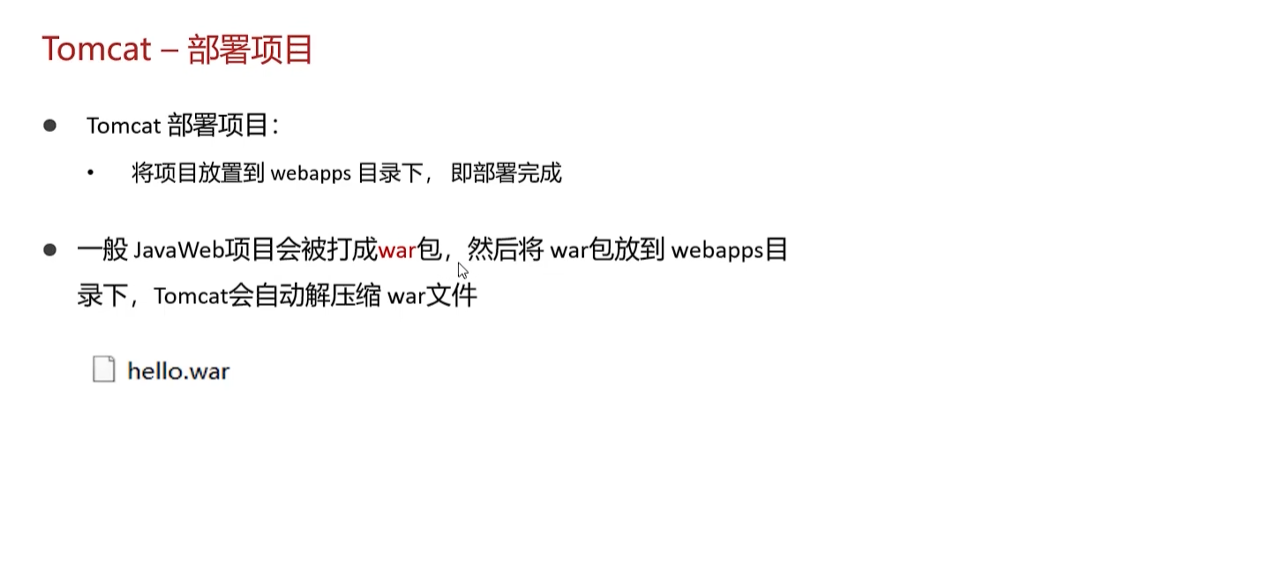 Tomcat – 部署项目
● Tomcat 部署项目：
• 将项目放置到 webapps 目录下， 即部署完成
● 一般 JavaWeb项目会被打成war包，然后将 war包放到 webapps目
录下，Tomcat会自动解压缩 war文件
hello.war